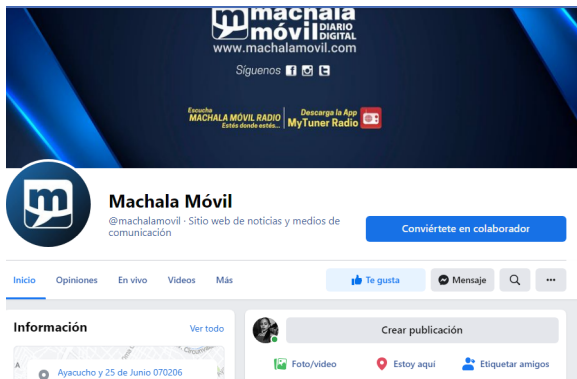 machala
móvil DIARIO DIGITAL
www.machalamovil.com
Síguenos
Escucha
MACHALA MÓVIL RADIO
Estés donde estés...
Descarga la App
MyTuner Radio
Machala Móvil
@machalamovil · Sitio web de noticias y medios de
comunicación
Conviértete en colaborador
Inicio Opiniones En vivo Videos Más Te gusta Mensaje
Información Ver todo
Crear publicación
Foto/video Estoy aquí Etiquetar amigos
Ayacucho y 25 de Junio 070206